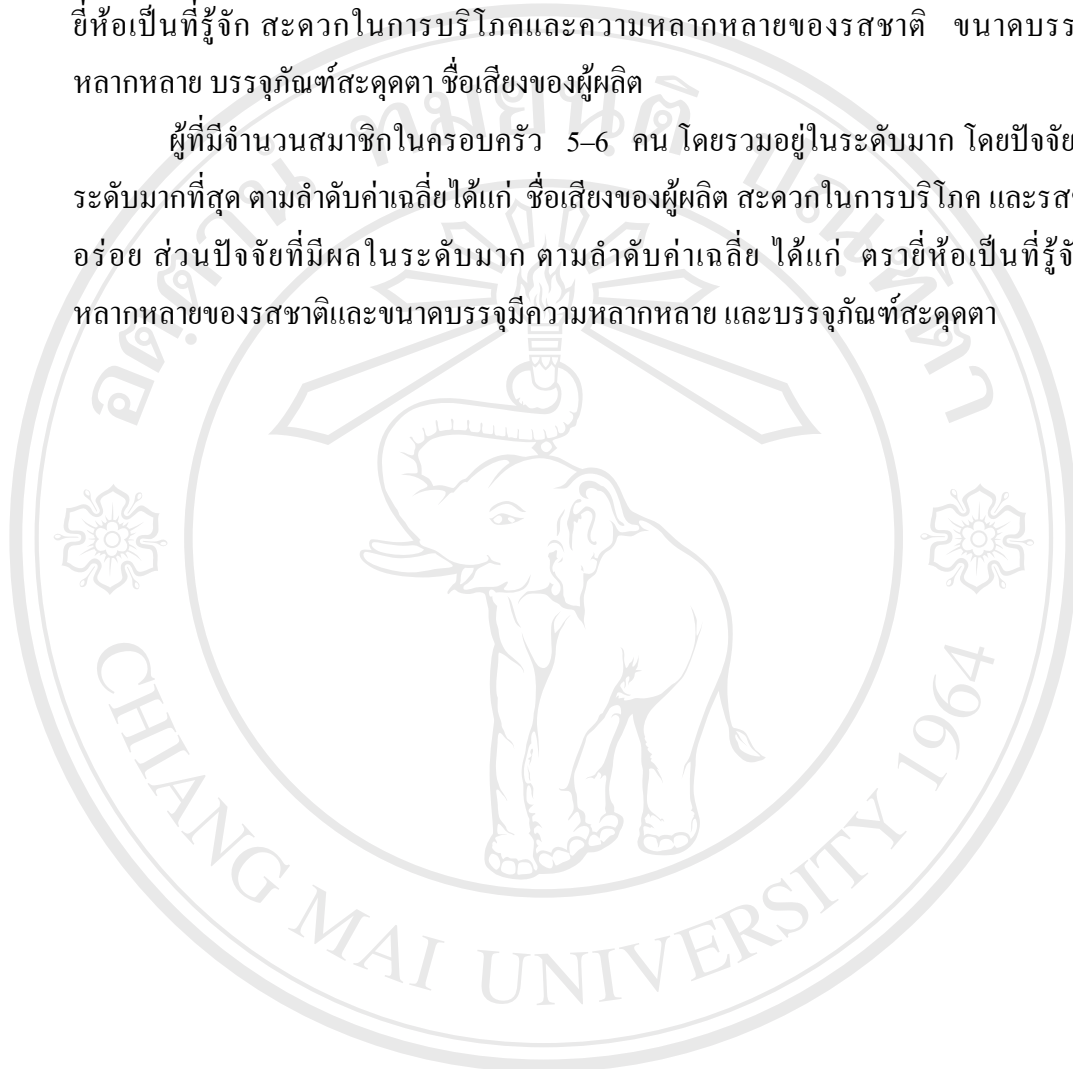 ยี่ห้อเป็นที่รู้จัก สะดวกในการบริโภคและความหลากหลายของรสชาติ ขนาดบรร
หลากหลาย บรรจุภัณฑ์สะดุดตา ชื่อเสียงของผู้ผลิต
ผู้ที่มีจำนวนสมาชิกในครอบครัว 5–6 คน โดยรวมอยู่ในระดับมาก โดยปัจจัย
ระดับมากที่สุด ตามลำดับค่าเฉลี่ยได้แก่ ชื่อเสียงของผู้ผลิต สะดวกในการบริโภค และรส
อร่อย ส่วนปัจจัยที่มีผลในระดับมาก ตามลำดับค่าเฉลี่ย ได้แก่ ตรายี่ห้อเป็นที่รู้จั
หลากหลายของรสชาติและขนาดบรรจุมีความหลากหลาย และบรรจุภัณฑ์สะดุดตา
อตฺตานํ ทมยนฺติ ปณฺฑิตา
CHIANG MAI UNIVERSITY 1964